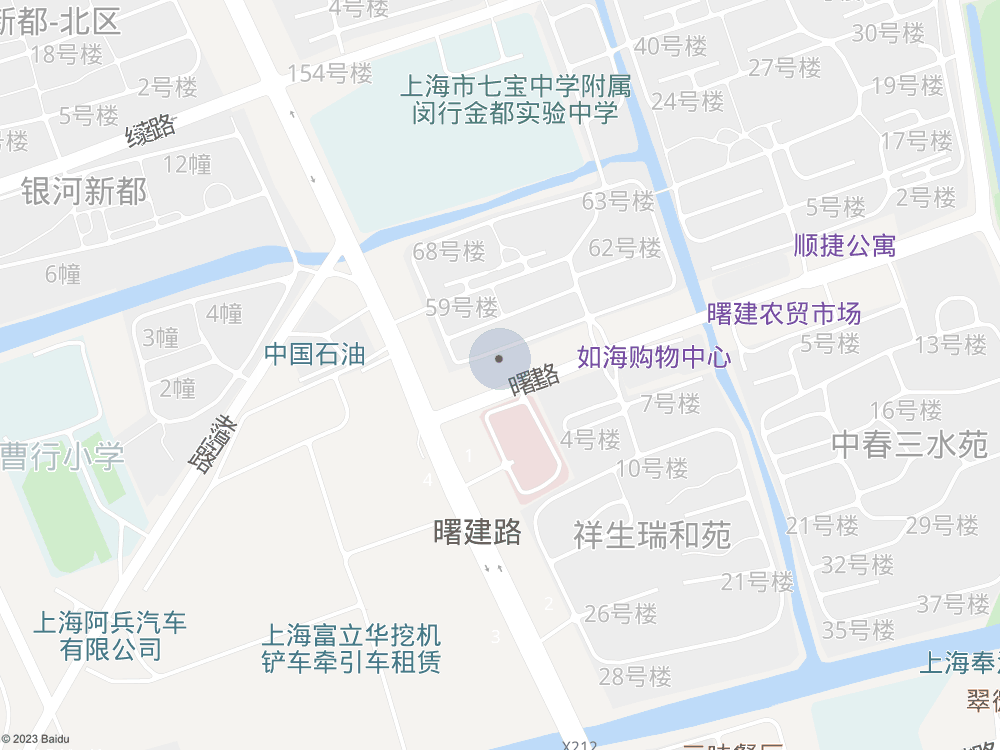 4号楼
新都-北区
18号楼
2号楼
5号楼
号楼
154号楼
上海市七宝中学附属
闵行金都实验中学
40号楼
30号楼
27号楼
24号楼
19号楼
17号楼
12幢
银河新都
63号楼
5号楼
2号楼
68号楼
62号楼
顺捷公寓
6幢
59号楼
4幢
3幢
曙建农贸市场
中国石油
如海购物中心
5号楼
13号楼
2幢
曙建路
7号楼
16号楼
4号楼
中春三水苑
曹行小学
1
10号楼
4
曙建路
祥生瑞和苑
21号楼
29号楼
32号楼
21号楼
2
26号楼
37号楼
35号楼
上海阿兵汽车
有限公司
上海富立华挖机
铲车牵引车租赁
3
28号楼
上海奉
翠
© 2023 Baidu
X212